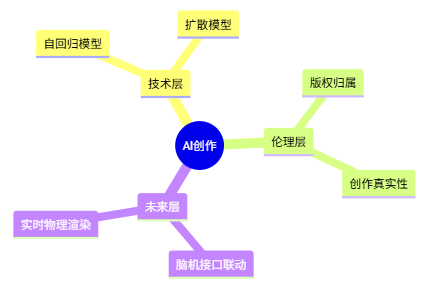 扩散模型
自回归模型
技术层
版权归属
AI创作
伦理层
创作真实性
未来层
实时物理渲染
脑机接口联动